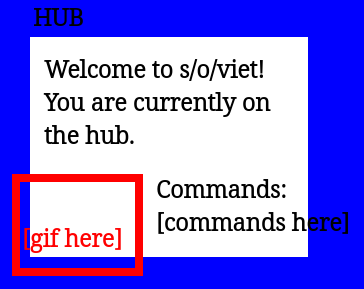 HUB
Welcome to s/o/viet!
You are currently on
the hub.
Commands:
[commands here]
[gif here]